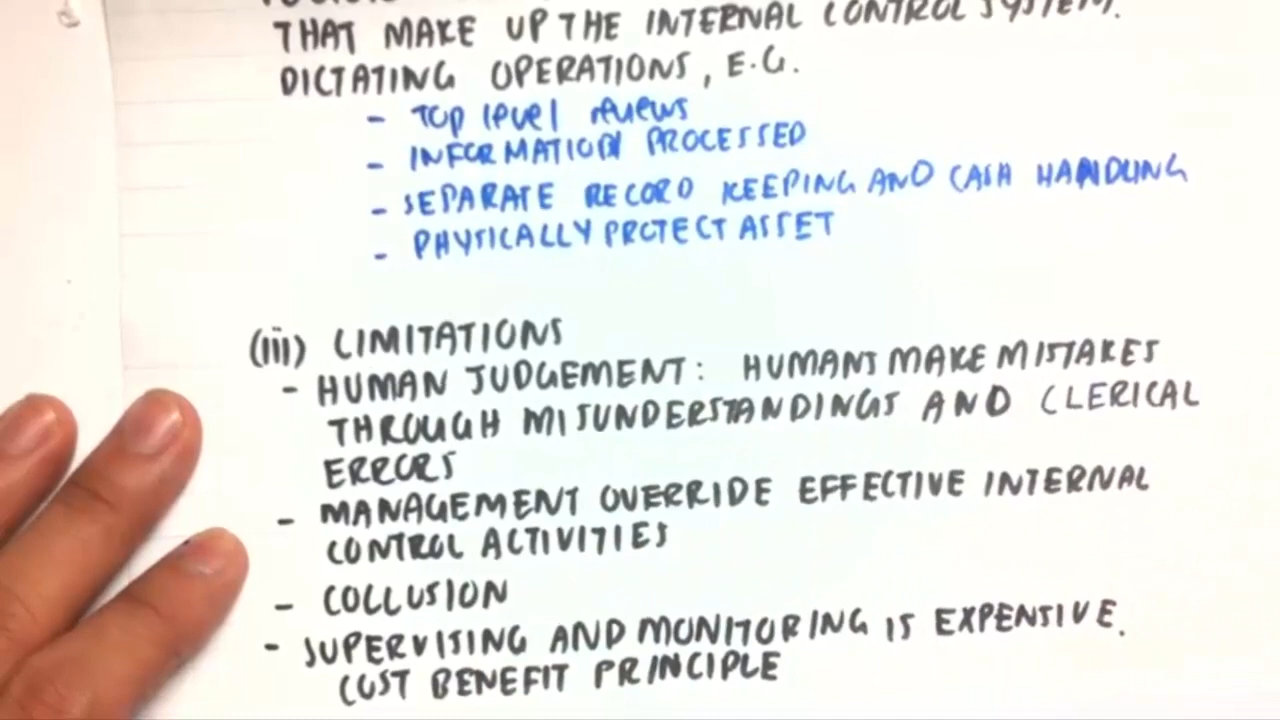 THAT MAKE UP THE INTERNAL CONTROL SYSTEM.
DICTATING OPERATIONS, E.G.
- TOP level reviews
- INFORMATION PROCESSED
- SEPARATE RECORD KEEPING AND CASH HANDLING
- PHYSICALLY PROTECT ASSET
(iii) LIMITATIONS
- HUMAN JUDGEMENT: HUMANS MAKE MISTAKES
THROUGH MISUNDERSTANDINGS AND CLERICAL
ERRORS
- MANAGEMENT OVERRIDE EFFECTIVE INTERNAL
CONTROL ACTIVITIES
- COLLUSION
- SUPERVISING AND MONITORING IS EXPENSIVE.
COST BENEFIT PRINCIPLE